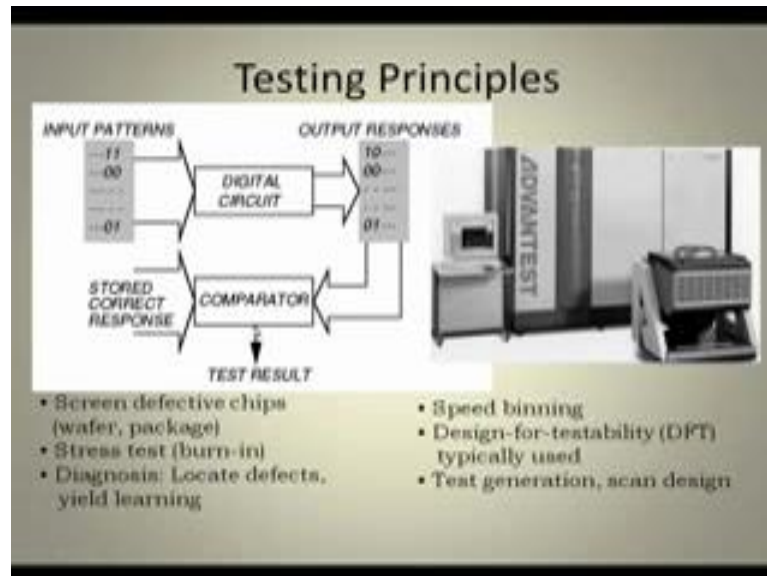 Testing Principles
INPUT PATTERNS
--11
--00
- - - -
- - - -
--01
DIGITAL
CIRCUIT
OUTPUT RESPONSES
10--
00--
- - - -
- - - -
01--
STORED
CORRECT
RESPONSE
COMPARATOR
TEST RESULT
ADVANTEST
• Screen defective chips
(wafer, package)
• Stress test (burn-in)
• Diagnosis: Locate defects,
yield learning
• Speed binning
• Design-for-testability (DFT)
typically used
• Test generation, scan design